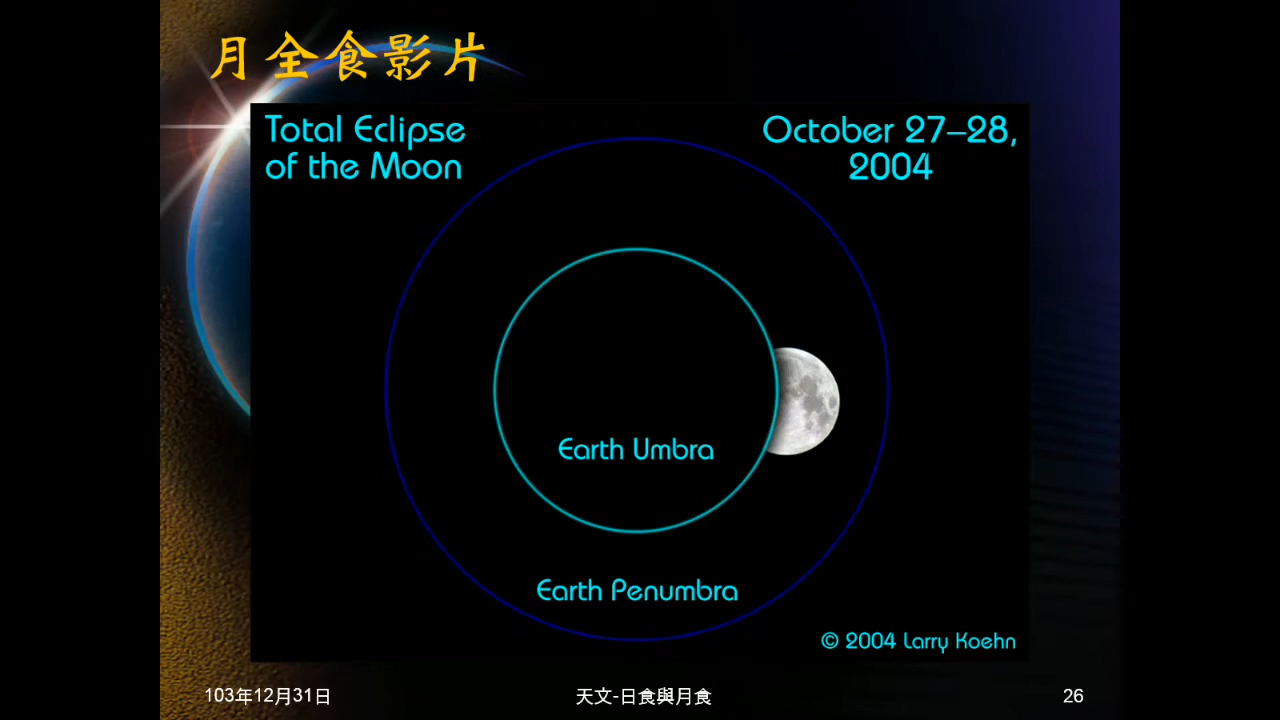 月全食影片
Total Eclipse
of the Moon
October 27–28,
2004
Earth Umbra
Earth Penumbra
© 2004 Larry Koehn
103年12月31日
天文-日食與月食
26